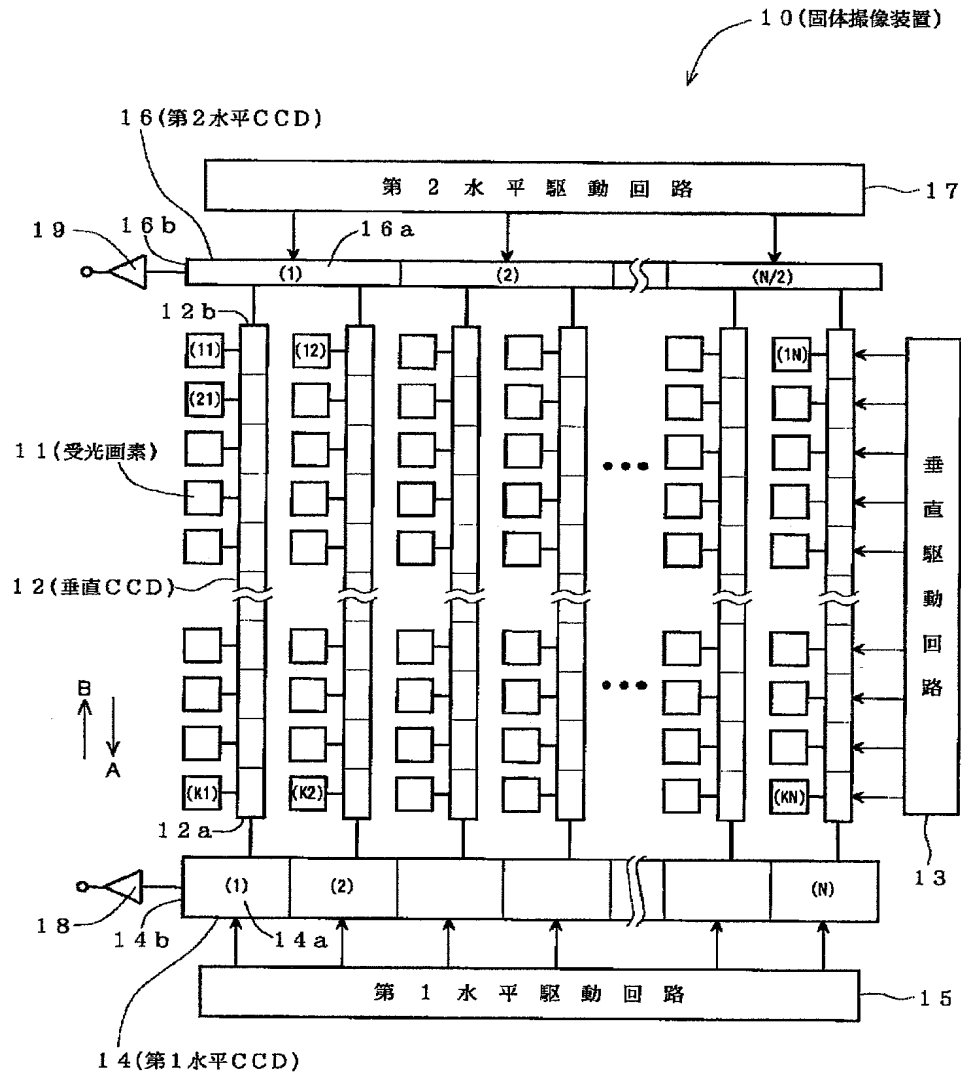 10(固体撮像装置)
16(第2水平CCD)
第2水平駆動回路
17
19
16b
16a
(1)
(2)
(N/2)
12b
(11)
(12)
(1N)
(21)
11(受光画素)
12(垂直CCD)
垂直駆動回路
B
A
(K1)
(K2)
(KN)
12a
13
(1)
(2)
(N)
18
14b
14a
第1水平駆動回路
15
14(第1水平CCD)